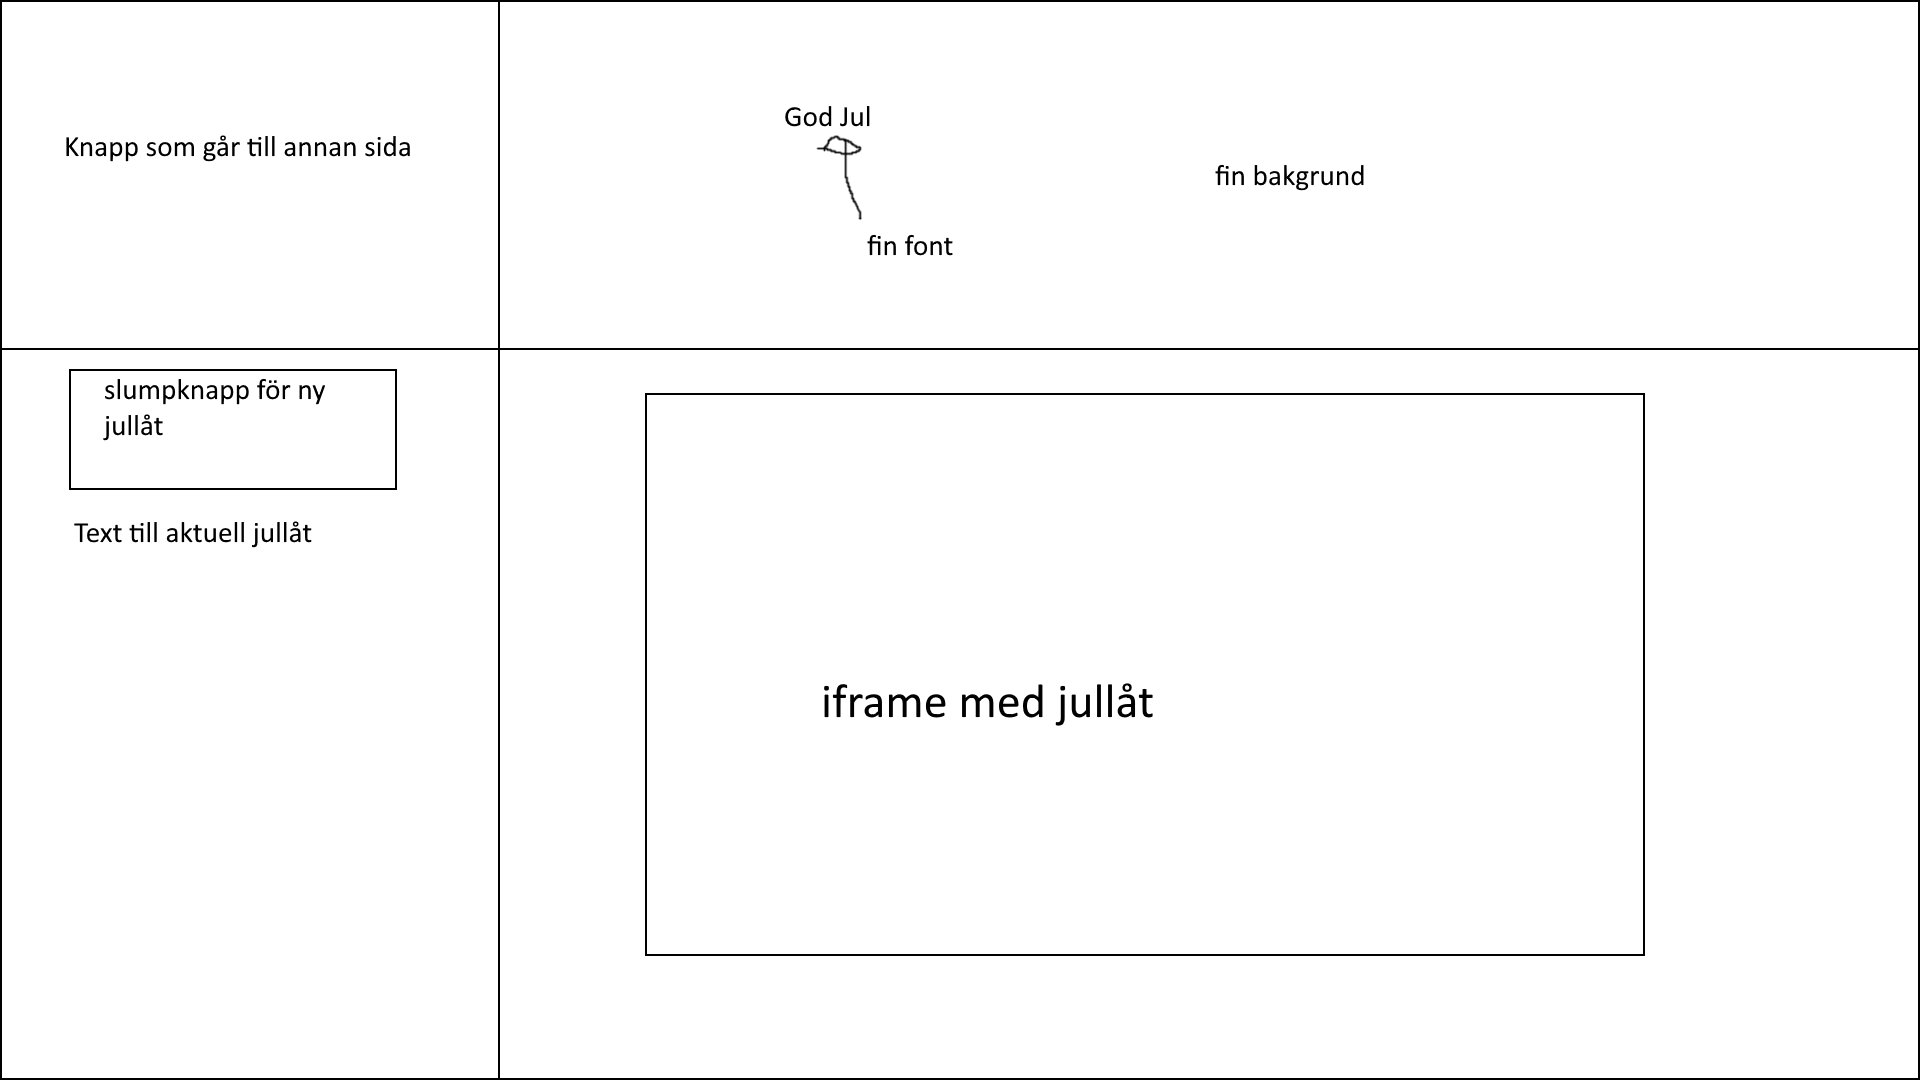 Knapp som går till annan sida
God Jul
fin bakgrund
fin font
slumpknapp för ny
jullåt
Text till aktuell jullåt
iframe med jullåt